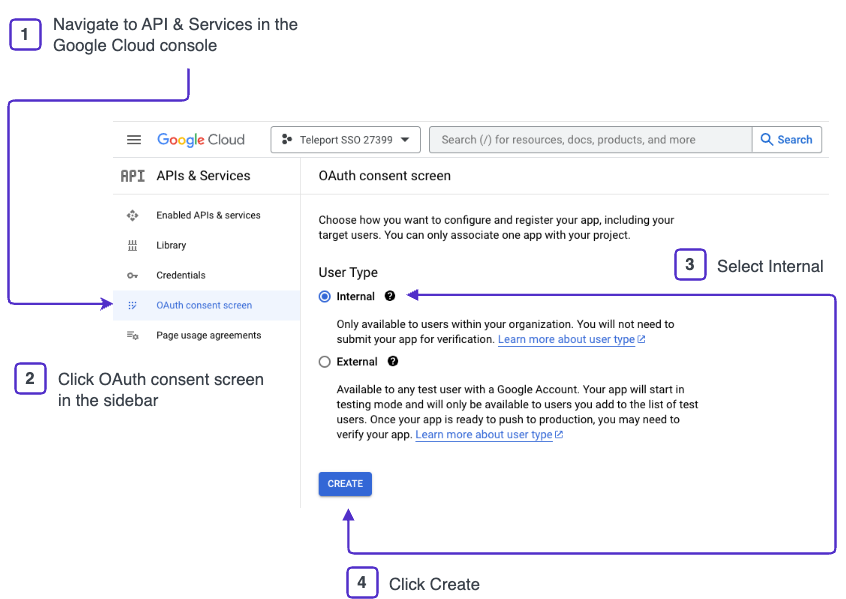 1
Navigate to API & Services in the
Google Cloud console
Google Cloud
Teleport SSO 27399
Search (/) for resources, docs, products, and more
Search
API
APIs & Services
OAuth consent screen
Enabled APIs & services
Library
Credentials
OAuth consent screen
Page usage agreements
Choose how you want to configure and register your app, including your
target users. You can only associate one app with your project.
User Type
3
Select Internal
Internal ?
Only available to users within your organization. You will not need to
submit your app for verification. Learn more about user type
External ?
Available to any test user with a Google Account. Your app will start in
testing mode and will only be available to users you add to the list of test
users. Once your app is ready to push to production, you may need to
verify your app. Learn more about user type
2
Click OAuth consent screen
in the sidebar
CREATE
4
Click Create